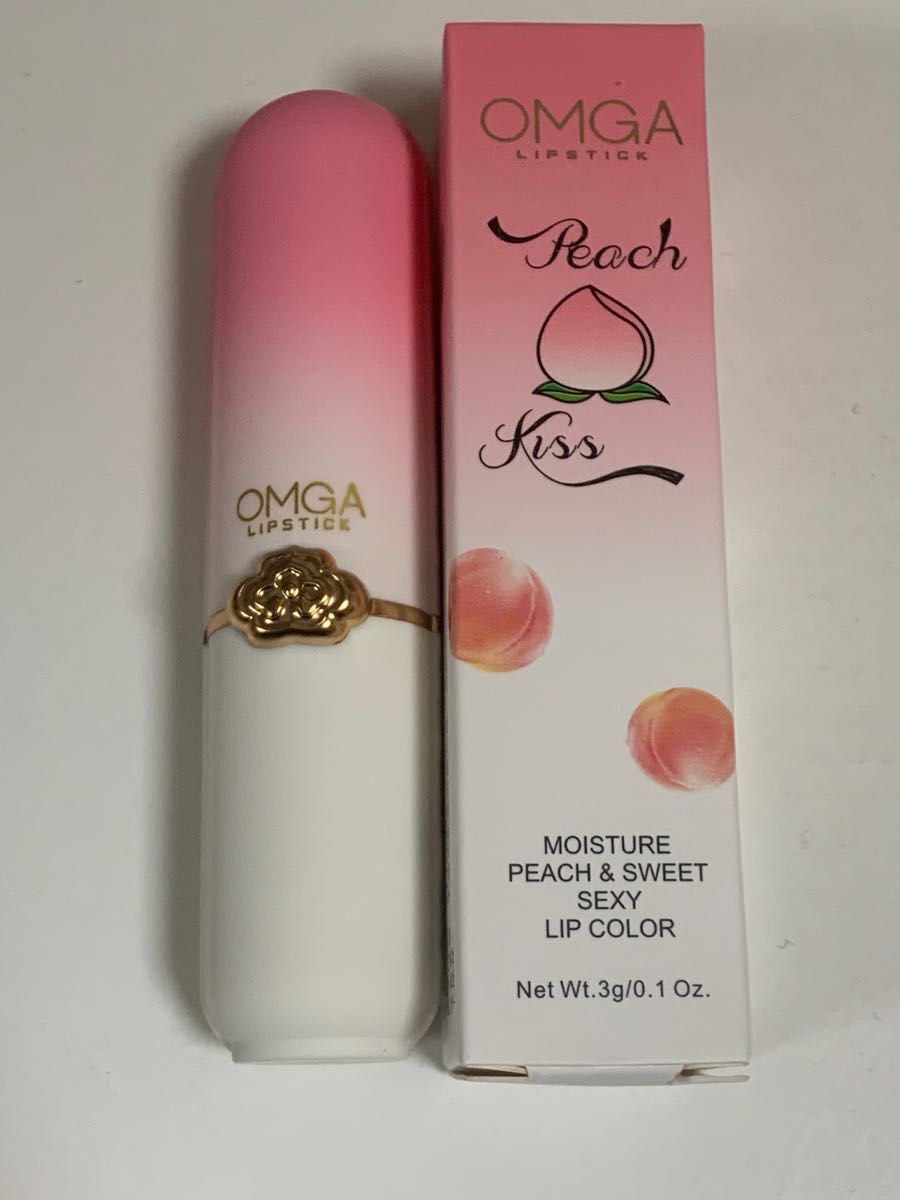 OMGA
LIPSTICK
OMGA
LIPSTICK
Peach
Kiss
MOISTURE
PEACH & SWEET
SEXY
LIP COLOR
Net Wt.3g/0.1 Oz.